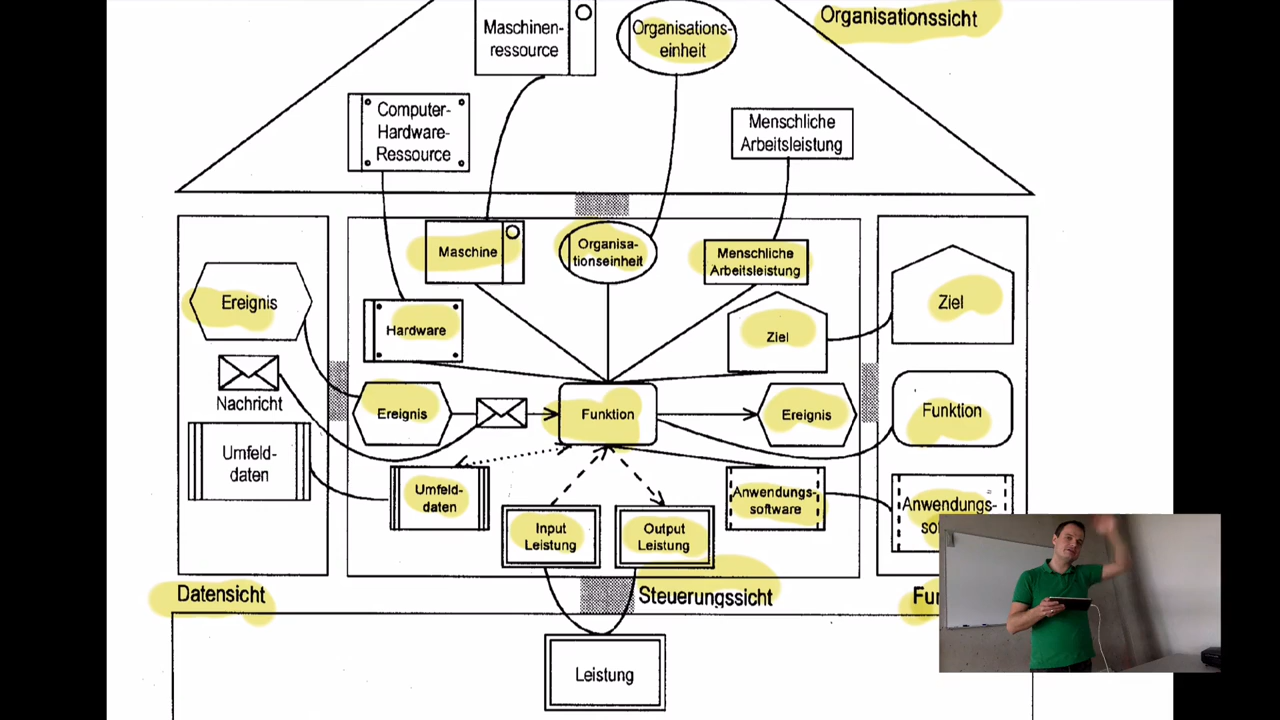 Organisationssicht
Maschinen-
ressource
Organisations-
einheit
Computer-
Hardware-
Ressource
Menschliche
Arbeitsleistung
Maschine
Organisa-
tionseinheit
Menschliche
Arbeitsleistung
Ereignis
Hardware
Ziel
Ziel
Nachricht
Ereignis
Funktion
Ereignis
Funktion
Umfeld-
daten
Umfeld-
daten
Input
Leistung
Output
Leistung
Anwendungs-
software
Anwendungs-
Datensicht
Steuerungssicht
Leistung